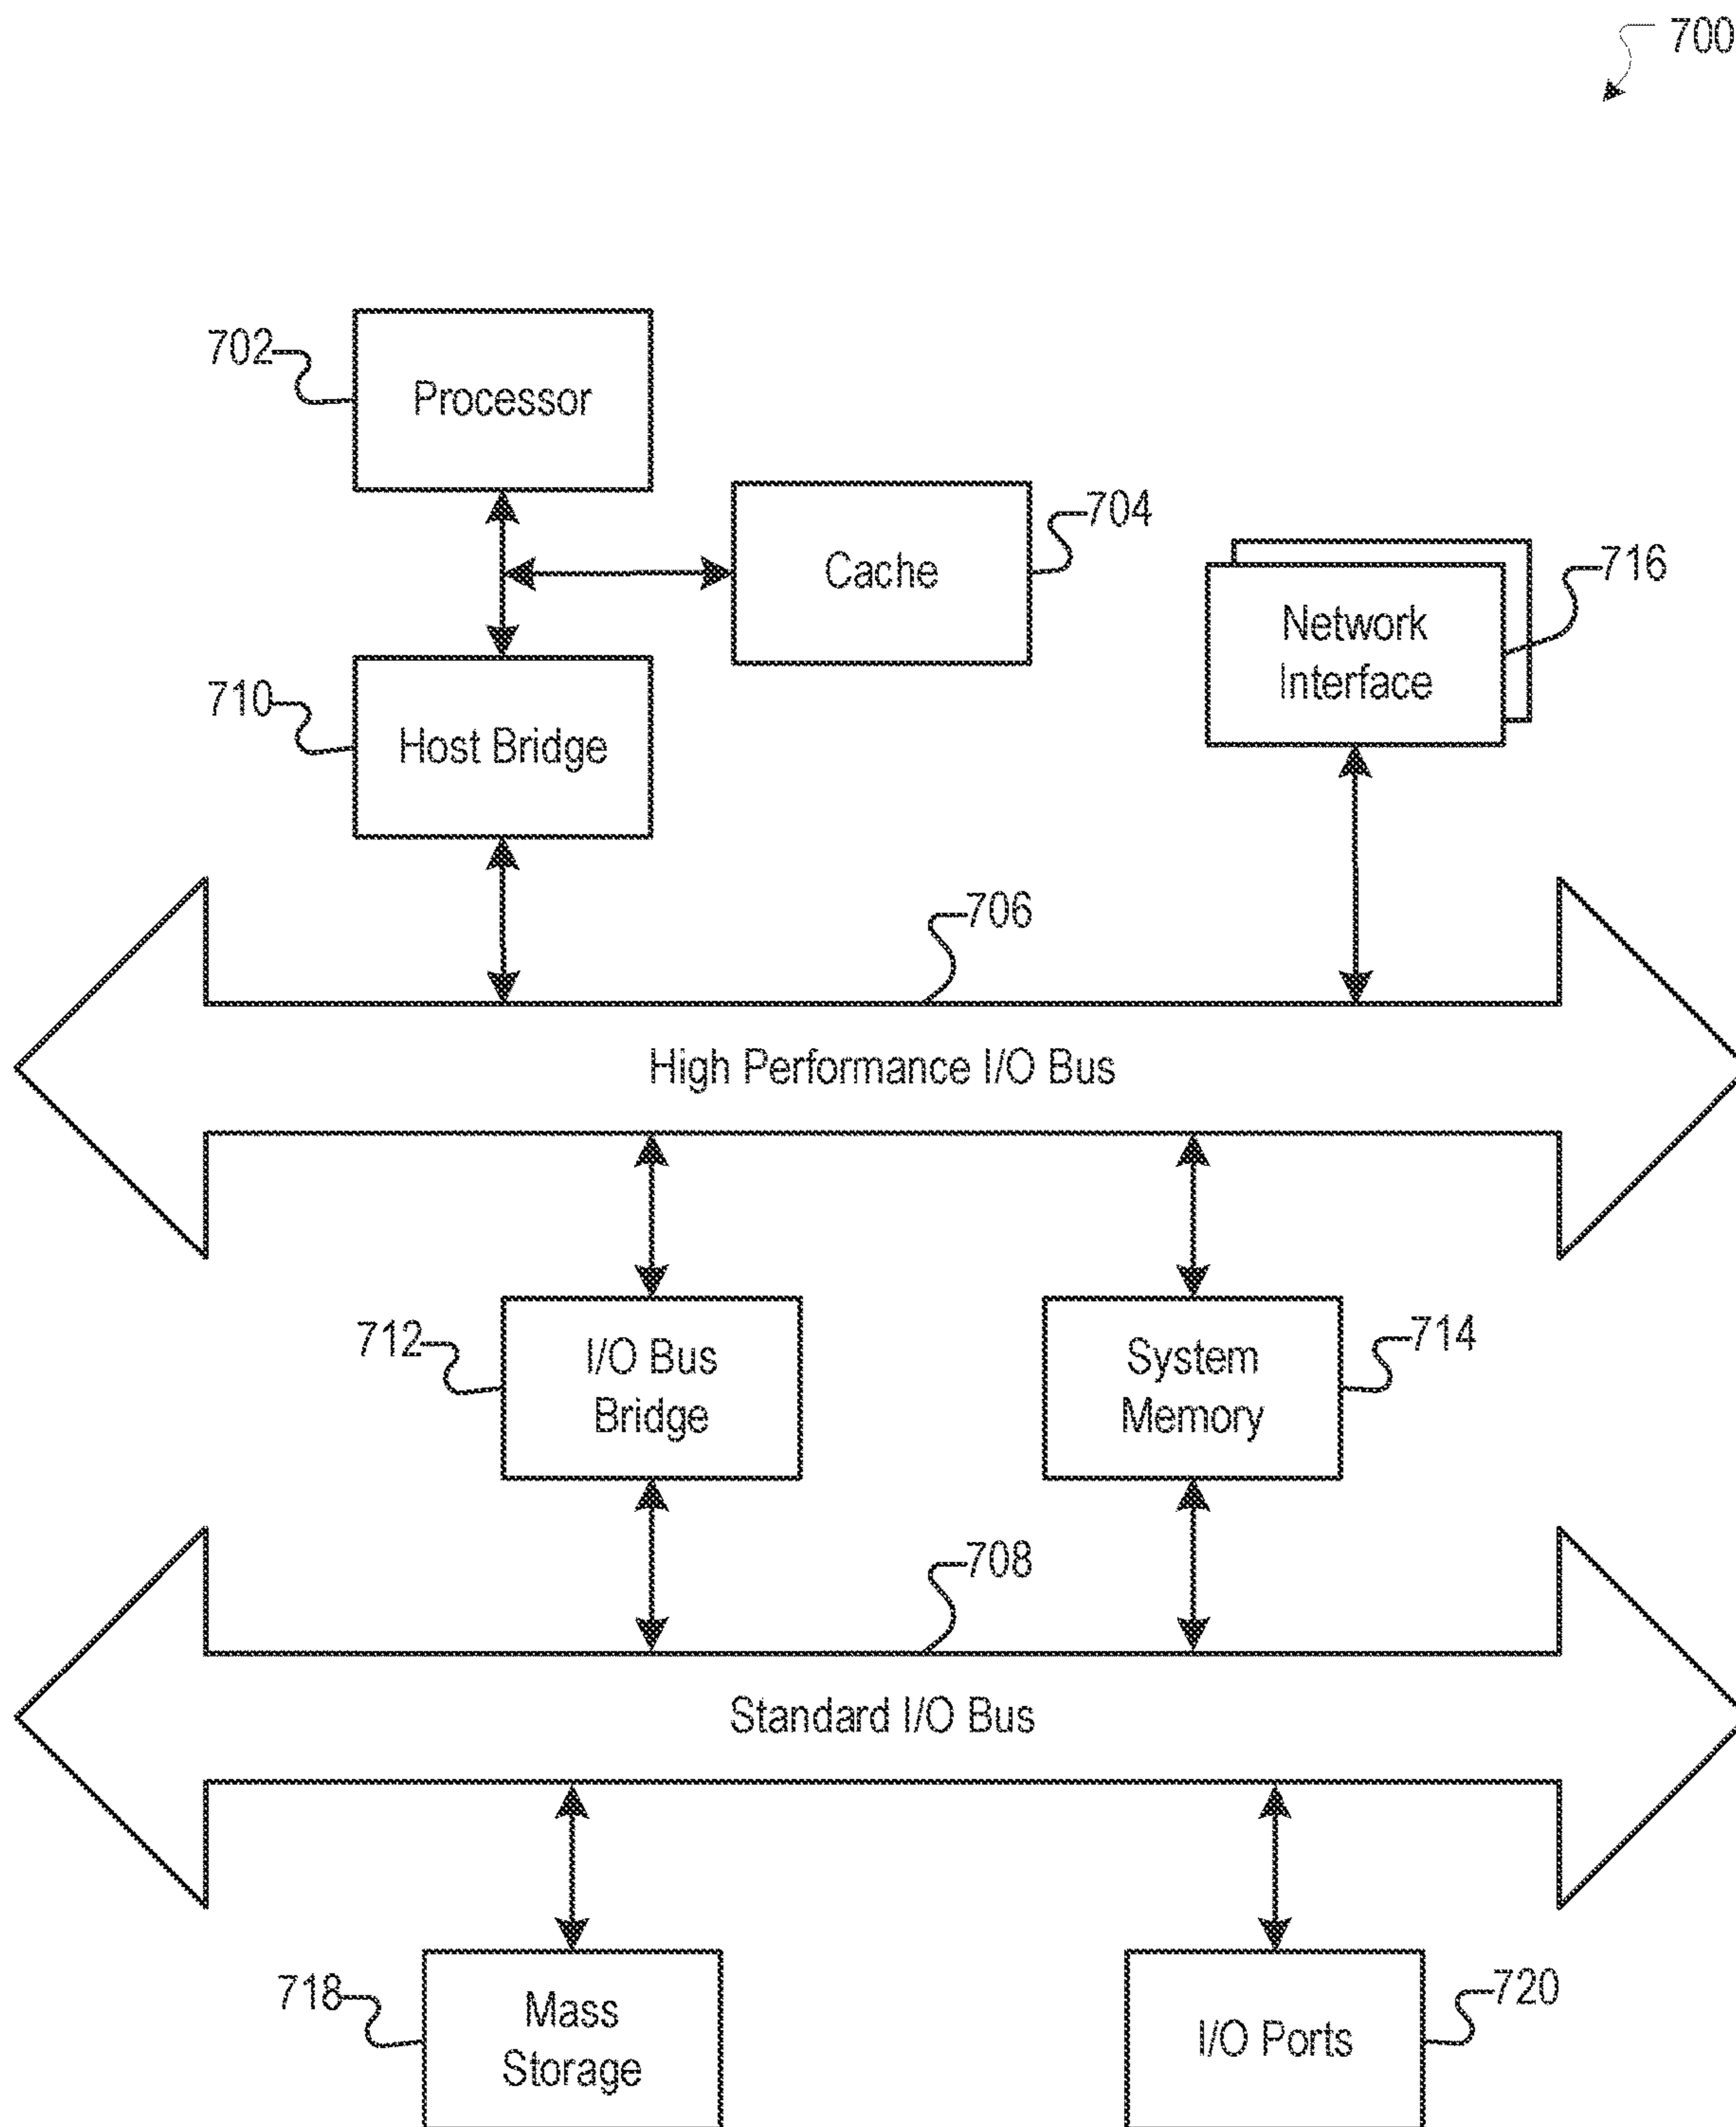 700
702
Processor
704
Cache
716
Network
Interface
710
Host Bridge
706
High Performance I/O Bus
712
I/O Bus
Bridge
714
System
Memory
708
Standard I/O Bus
718
Mass
Storage
720
I/O Ports